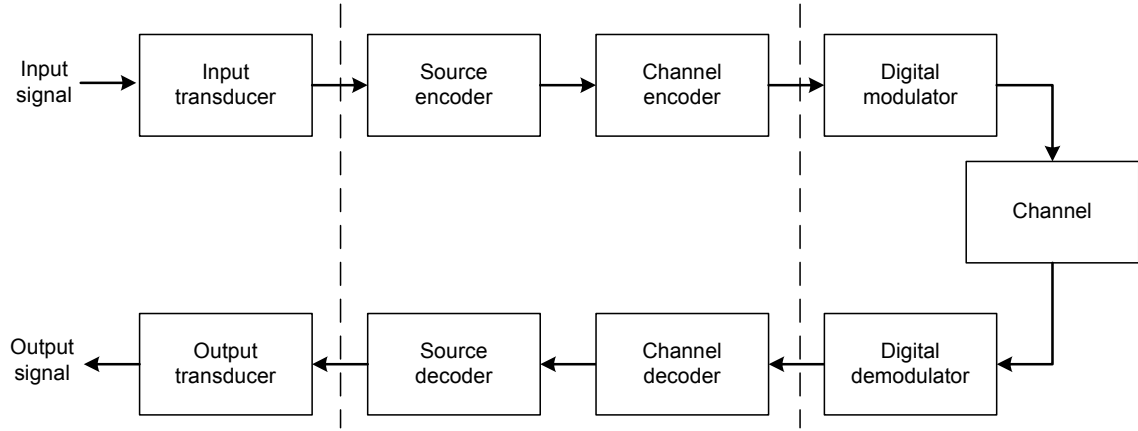 Input
signal
Input
transducer
Source
encoder
Channel
encoder
Digital
modulator
Channel
Output
signal
Output
transducer
Source
decoder
Channel
decoder
Digital
demodulator